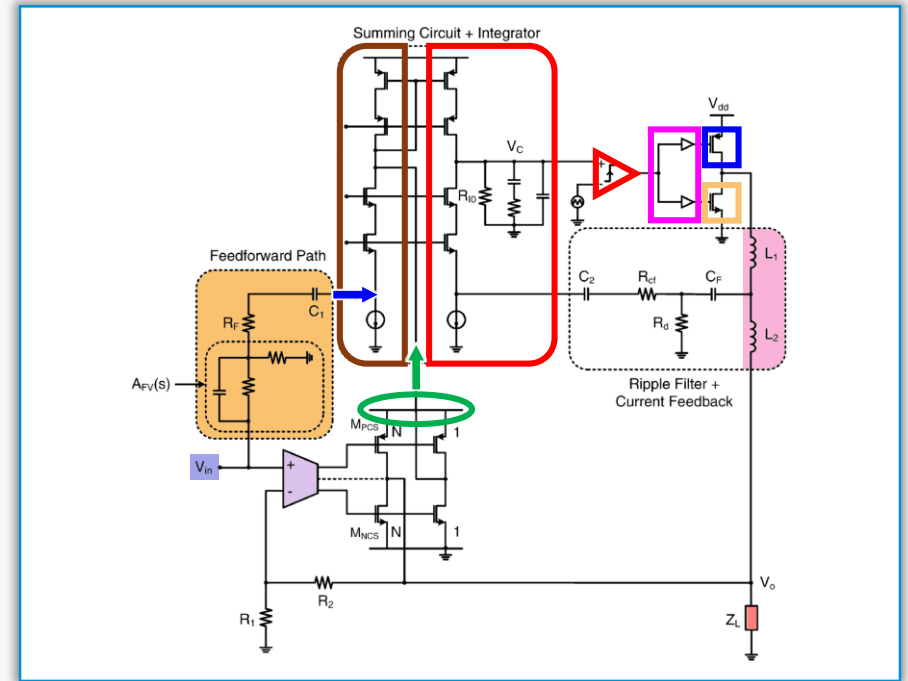 Summing Circuit + Integrator
V_dd
V_C
+
-
R_I0
Feedforward Path
C_1
R_F
A_FV(s)
C_2
R_cf
C_F
L_1
R_d
L_2
Ripple Filter +
Current Feedback
M_PCS
N
1
V_in
+
-
M_NCS
N
1
R_2
V_o
R_1
Z_L